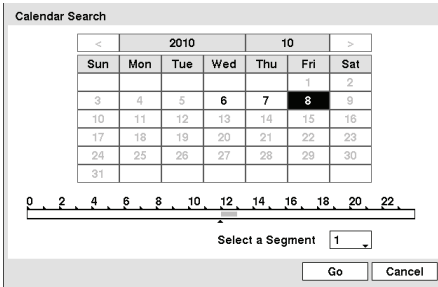 Calendar Search
< 2010 10 >
Sun Mon Tue Wed Thu Fri Sat
1 2
3 4 5 6 7 8 9
10 11 12 13 14 15 16
17 18 19 20 21 22 23
24 25 26 27 28 29 30
31
0 2 4 6 8 10 12 14 16 18 20 22
Select a Segment 1
Go Cancel